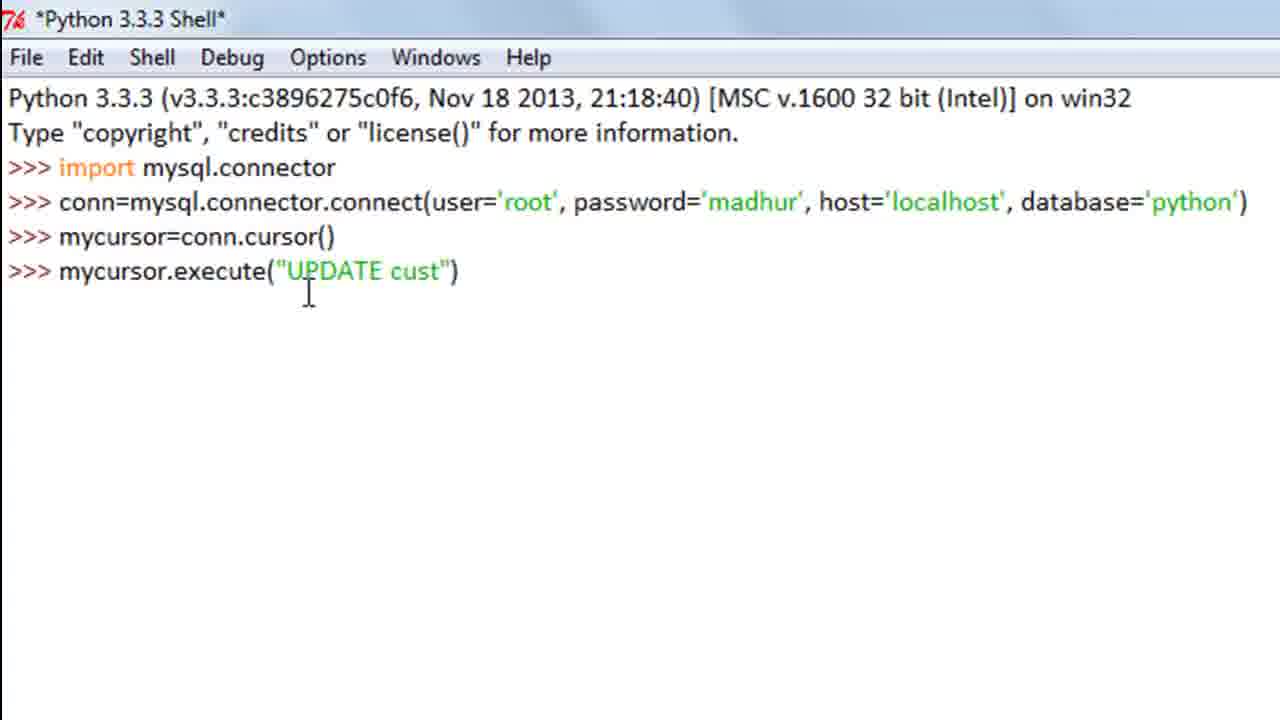 *Python 3.3.3 Shell*
File Edit Shell Debug Options Windows Help
Python 3.3.3 (v3.3.3:c3896275c0f6, Nov 18 2013, 21:18:40) [MSC v.1600 32 bit (Intel)] on win32
Type "copyright", "credits" or "license()" for more information.
>>> import mysql.connector
>>> conn=mysql.connector.connect(user='root', password='madhur', host='localhost', database='python')
>>> mycursor=conn.cursor()
>>> mycursor.execute("UPDATE cust")